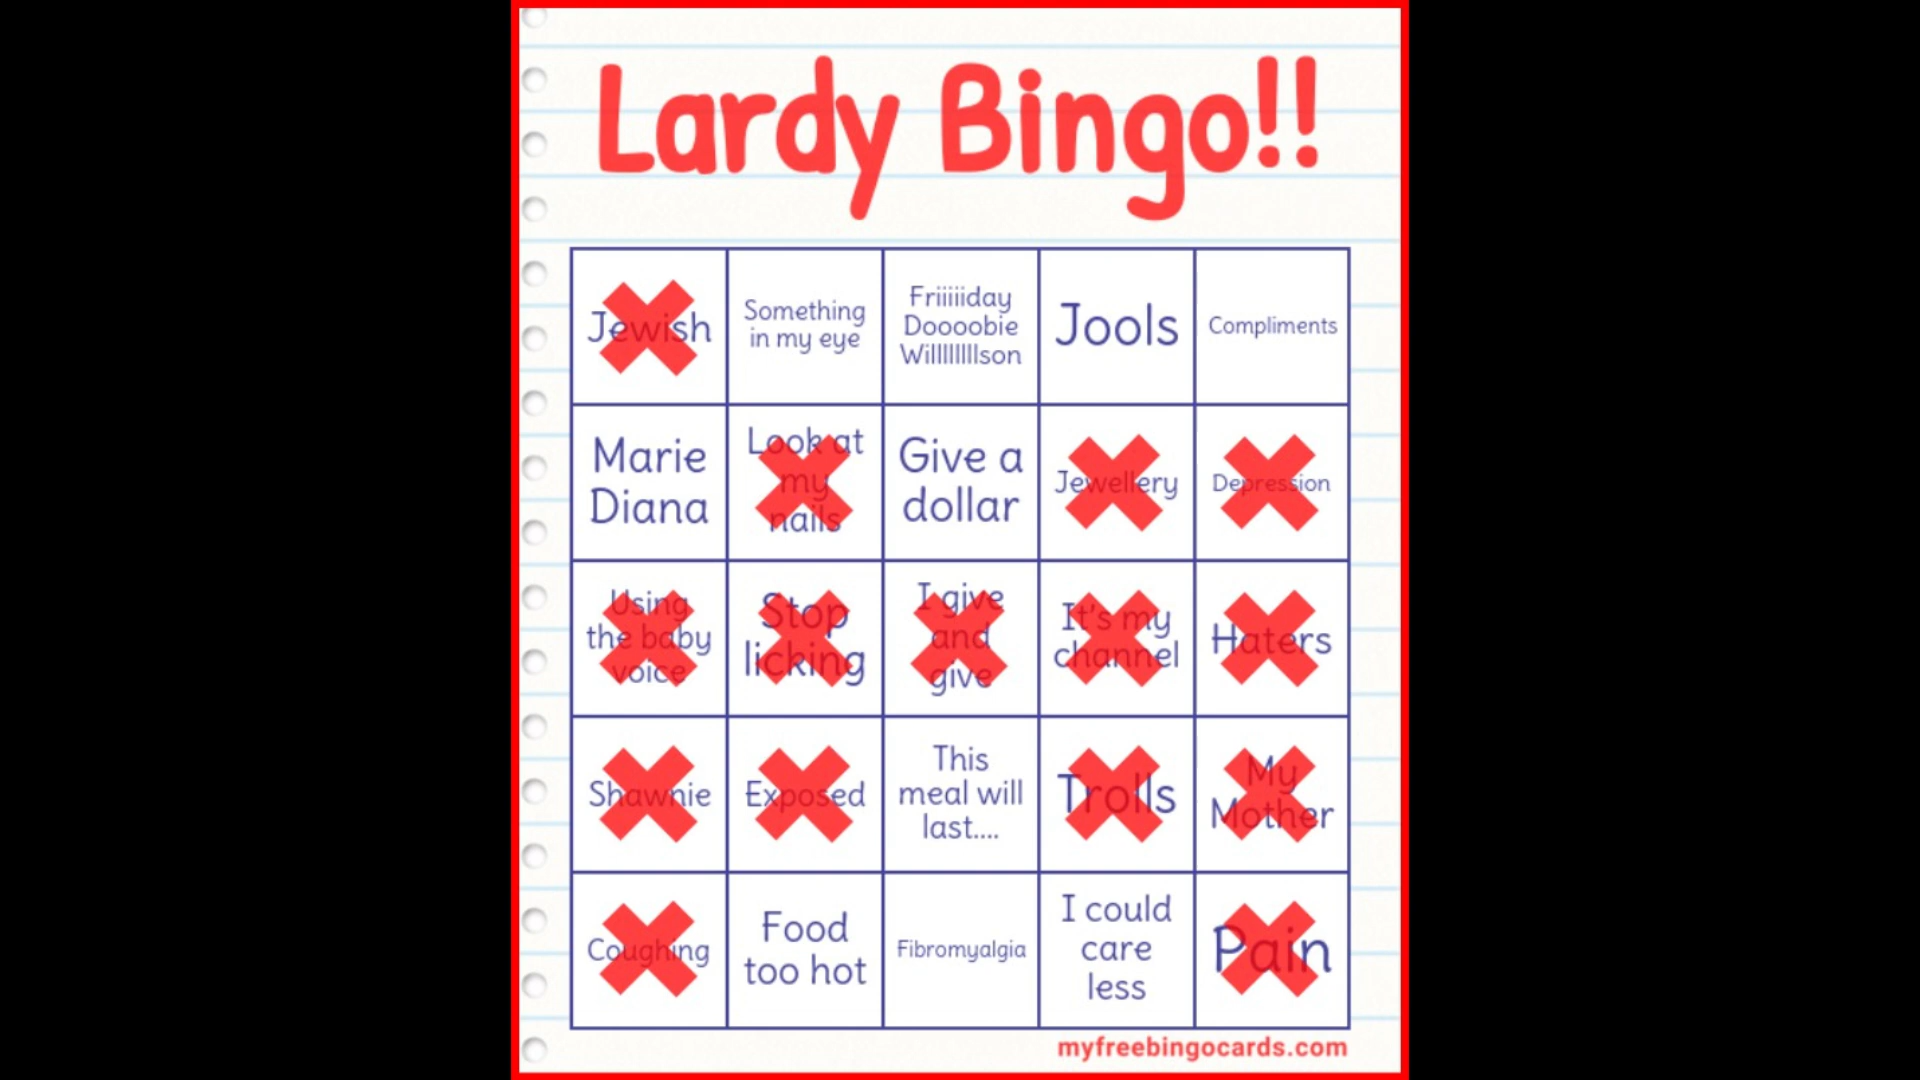 Lardy Bingo!!
Jewish
Something
in my eye
Friiiiiday
Doooobie
Willlllllllson
Jools
Compliments
Marie
Diana
Look at
my
nails
Give a
dollar
Jewellery
Depression
Using
the baby
voice
Stop
licking
I give
and
give
It's my
channel
Haters
Shawnie
Exposed
This
meal will
last....
Trolls
My
Mother
Coughing
Food
too hot
Fibromyalgia
I could
care
less
Pain
myfreebingocards.com